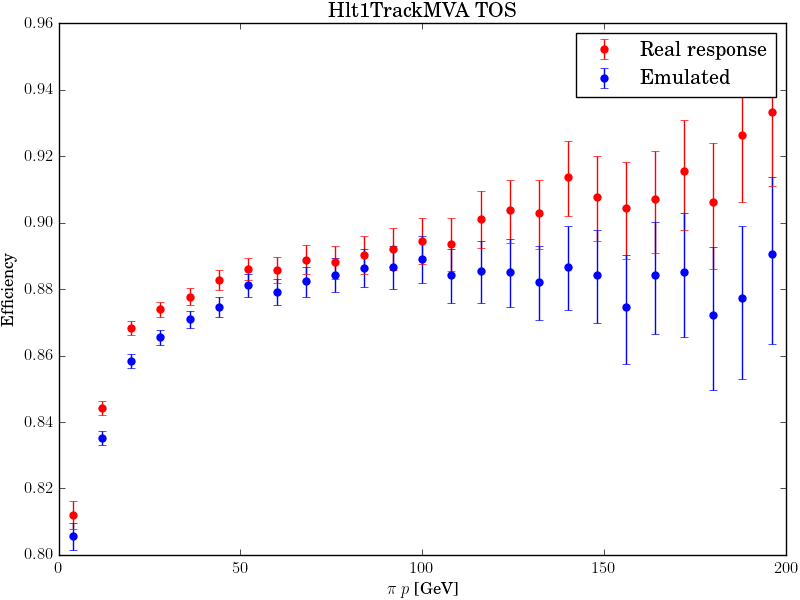 Hlt1TrackMVA TOS
Real response
Emulated
Efficiency
0.96
0.94
0.92
0.90
0.88
0.86
0.84
0.82
0.80
0 50 100 150 200
π p [GeV]